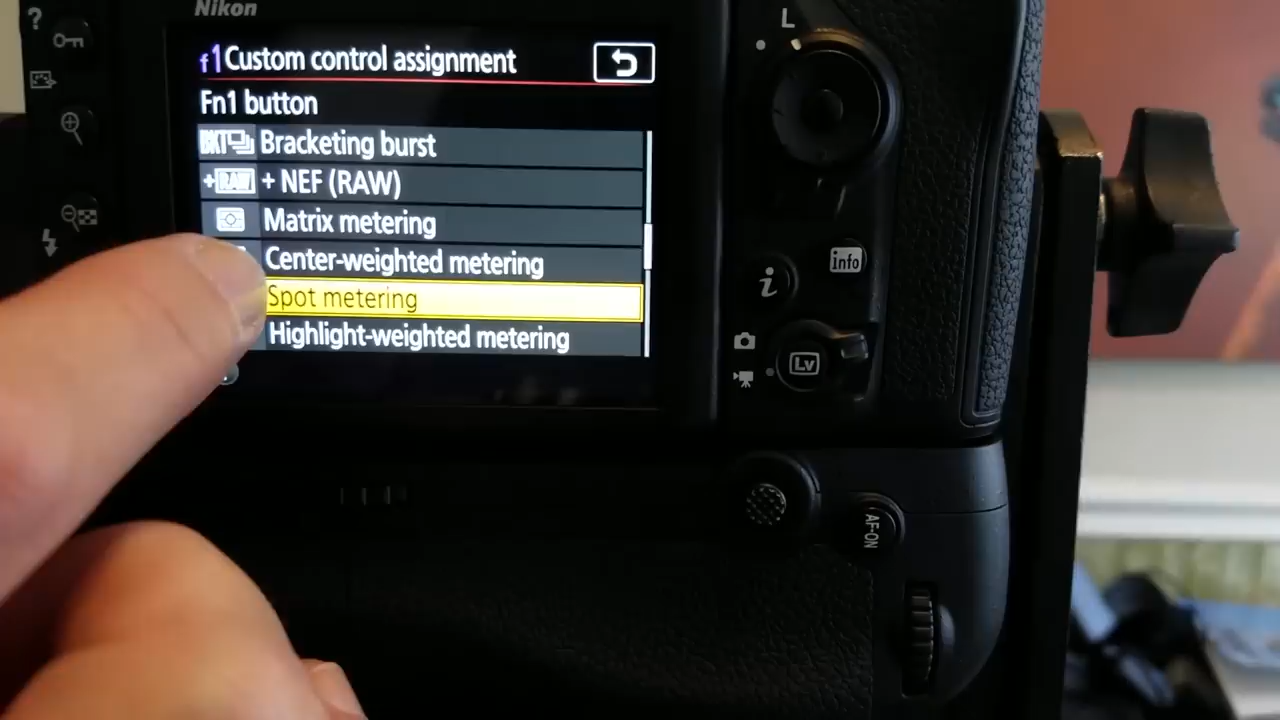 Nikon
?
L
f1 Custom control assignment
Fn1 button
BKT Bracketing burst
+RAW + NEF (RAW)
Matrix metering
Center-weighted metering
Spot metering
Highlight-weighted metering
info
i
Lv
AF-ON